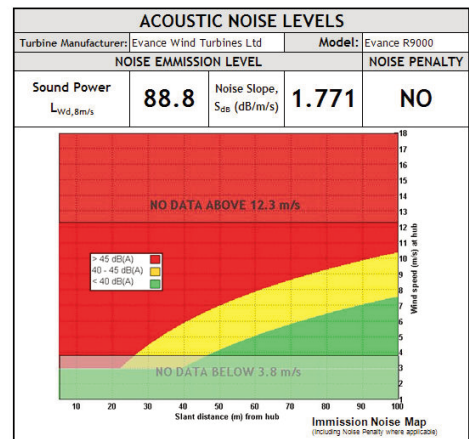 ACOUSTIC NOISE LEVELS
Turbine Manufacturer: Evance Wind Turbines Ltd Model: Evance R9000
NOISE EMMISSION LEVEL NOISE PENALTY
Sound Power LWd,8m/s 88.8 Noise Slope, SdB (dB/m/s) 1.771 NO
18
17
16
15
14
NO DATA ABOVE 12.3 m/s
13
12
11
> 45 dB(A)
40 - 45 dB(A)
< 40 dB(A)
10
9
8
7
6
5
4
NO DATA BELOW 3.8 m/s
3
2
1
Wind speed (m/s) at hub
10 20 30 40 50 60 70 80 90 100
Slant distance (m) from hub
Immission Noise Map
(Including Noise Penalty where applicable)